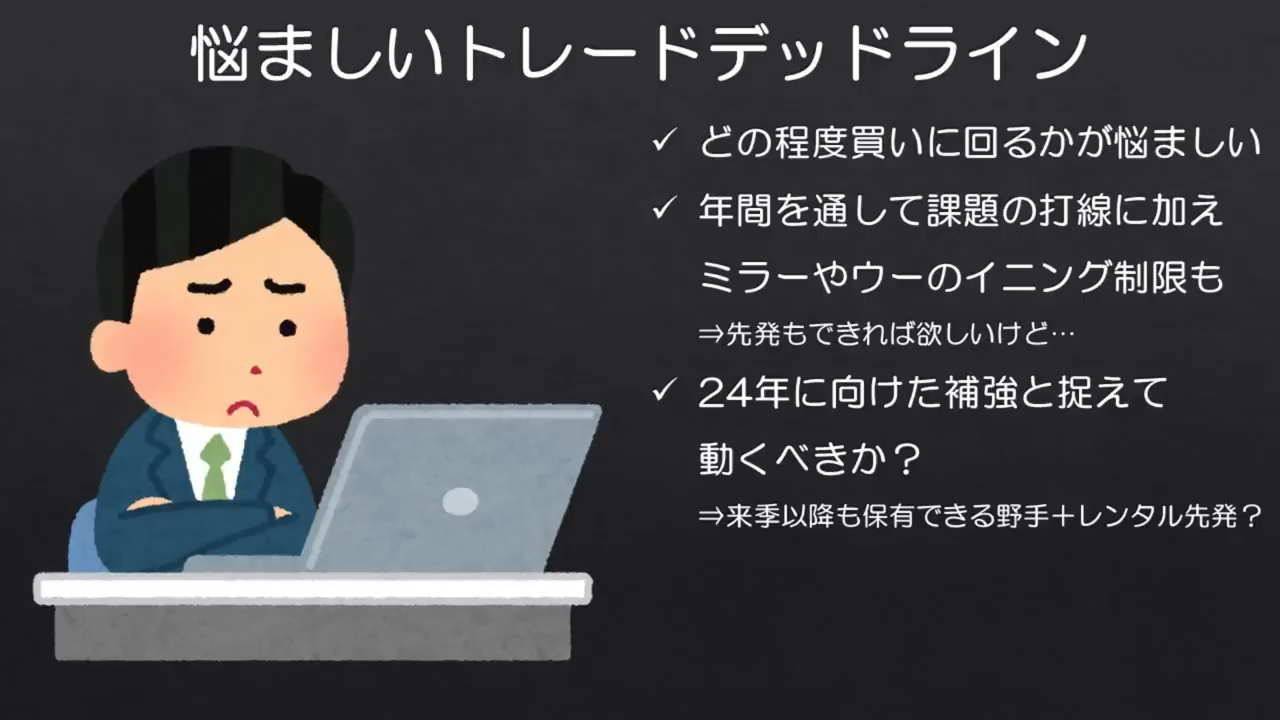 悩ましいトレードデッドライン
✓ どの程度買いに回るかが悩ましい
✓ 年間を通して課題の打線に加え
ミラーやウーのイニング制限も
⇒先発もできれば欲しいけど…
✓ 24年に向けた補強と捉えて
動くべきか？
⇒来季以降も保有できる野手＋レンタル先発？